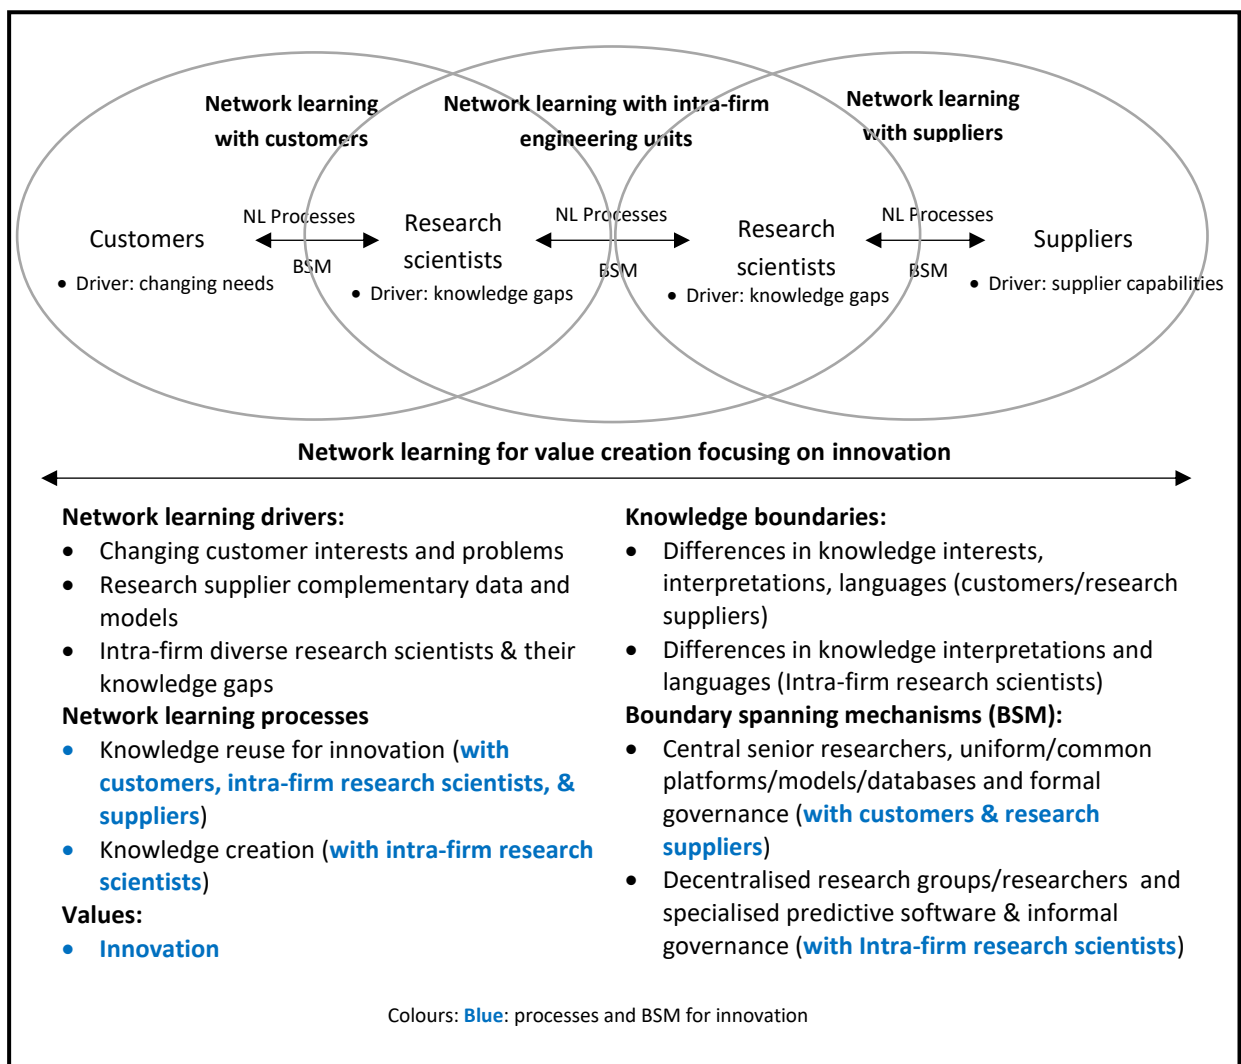 Network learning
with customers
Network learning with intra-firm
engineering units
Network learning
with suppliers
Customers
• Driver: changing needs
NL Processes
BSM
Research
scientists
• Driver: knowledge gaps
NL Processes
BSM
Research
scientists
• Driver: knowledge gaps
NL Processes
BSM
Suppliers
• Driver: supplier capabilities
Network learning for value creation focusing on innovation
Network learning drivers:
• Changing customer interests and problems
• Research supplier complementary data and
models
• Intra-firm diverse research scientists & their
knowledge gaps
Network learning processes
• Knowledge reuse for innovation (with
customers, intra-firm research scientists, &
suppliers)
• Knowledge creation (with intra-firm research
scientists)
Values:
• Innovation
Knowledge boundaries:
• Differences in knowledge interests,
interpretations, languages (customers/research
suppliers)
• Differences in knowledge interpretations and
languages (Intra-firm research scientists)
Boundary spanning mechanisms (BSM):
• Central senior researchers, uniform/common
platforms/models/databases and formal
governance (with customers & research
suppliers)
• Decentralised research groups/researchers and
specialised predictive software & informal
governance (with Intra-firm research scientists)
Colours: Blue: processes and BSM for innovation